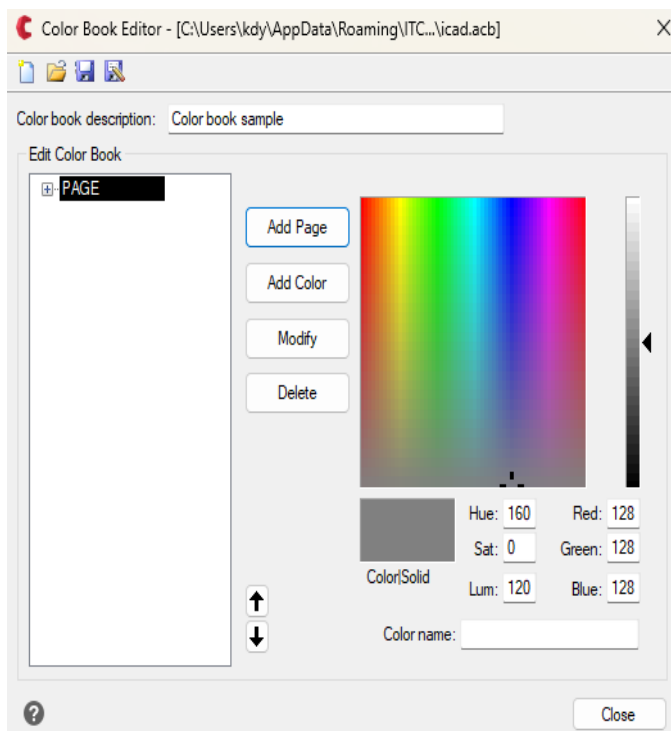 Color Book Editor - [C:\Users\kdy\AppData\Roaming\ITC...\icad.acb]
Color book description: Color book sample
Edit Color Book
PAGE
Add Page
Add Color
Modify
Delete
Hue: 160 Red: 128
Sat: 0 Green: 128
Color|Solid
Lum: 120 Blue: 128
Color name:
Close